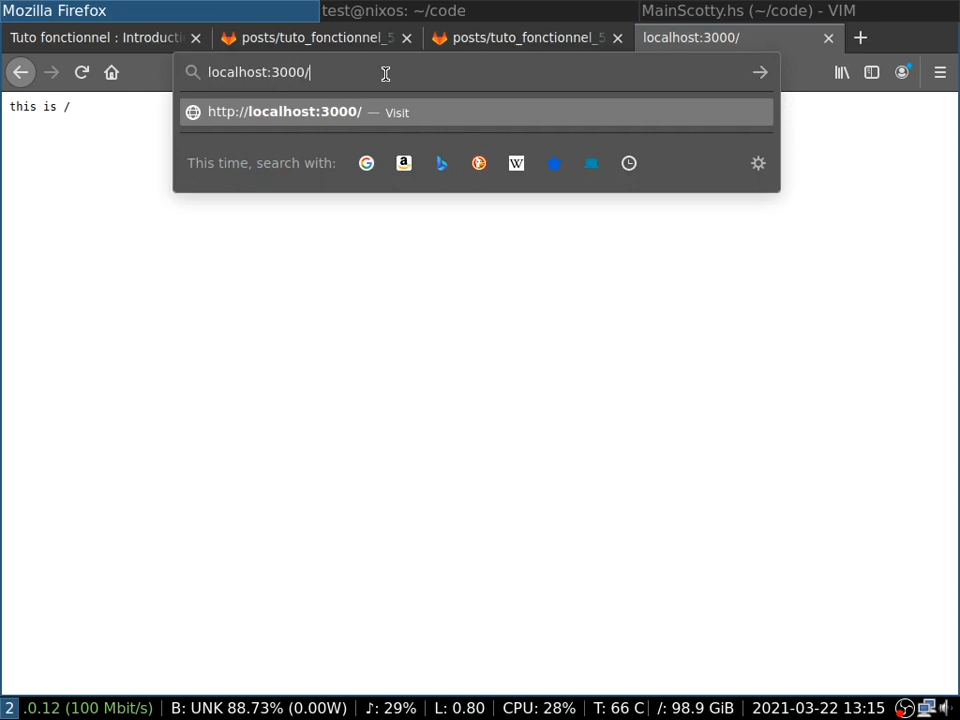 Mozilla Firefox
test@nixos: ~/code
MainScotty.hs (~/code) - VIM
Tuto fonctionnel : Introducti
posts/tuto_fonctionnel_5
posts/tuto_fonctionnel_5
localhost:3000/
localhost:3000/
http://localhost:3000/ — Visit
this is /
This time, search with:
2 .0.12 (100 Mbit/s)
B: UNK 88.73% (0.00W)
♪: 29%
L: 0.80
CPU: 28%
T: 66 C
/: 98.9 GiB
2021-03-22 13:15